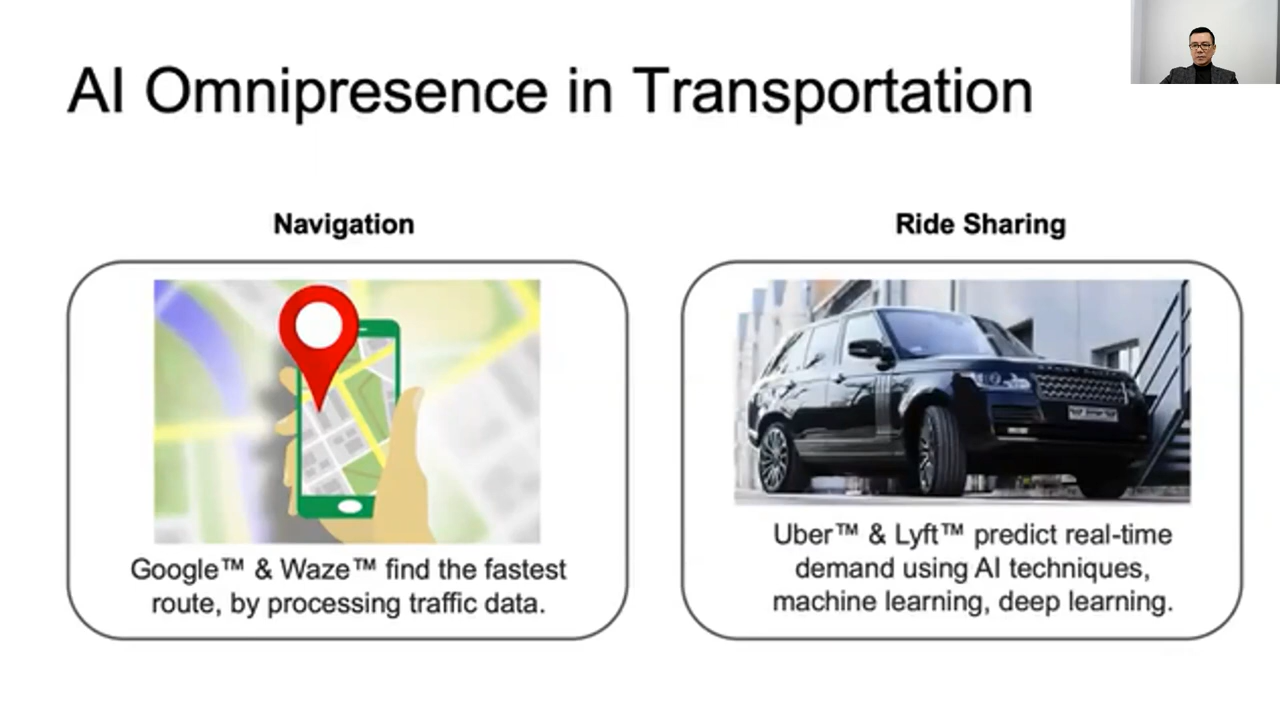 AI Omnipresence in Transportation
Navigation
Ride Sharing
Google™ & Waze™ find the fastest
route, by processing traffic data.
Uber™ & Lyft™ predict real-time
demand using AI techniques,
machine learning, deep learning.